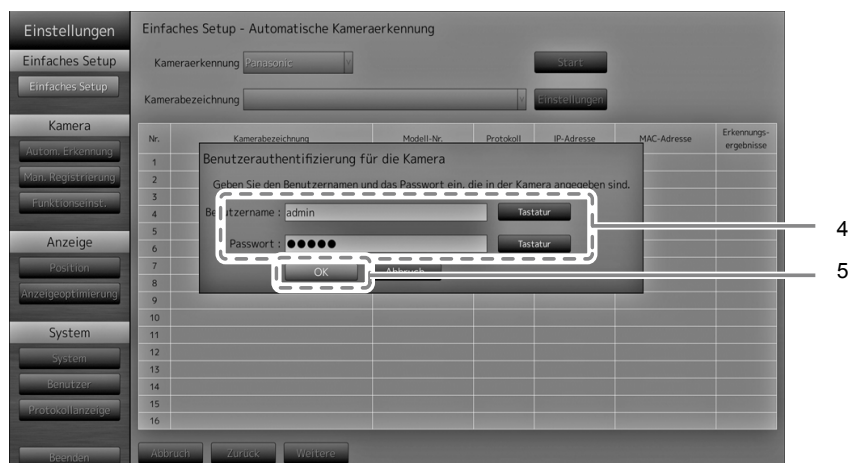 Einstellungen
Einfaches Setup
Einfaches Setup
Kamera
Autom. Erkennung
Man. Registrierung
Funktionseinst.
Anzeige
Position
Anzeigeoptimierung
System
System
Benutzer
Protokollanzeige
Beenden
Einfaches Setup - Automatische Kameraerkennung
Kameraerkennung Panasonic Start
Kamerabezeichnung Einstellungen
Nr. Kamerabezeichnung Modell-Nr. Protokoll IP-Adresse MAC-Adresse Erkennungs-
ergebnisse
1
2
3
4
5
6
7
8
9
10
11
12
13
14
15
16
Benutzerauthentifizierung für die Kamera
Geben Sie den Benutzernamen und das Passwort ein, die in der Kamera angegeben sind.
Benutzername : admin Tastatur
Passwort : ●●●●● Tastatur
OK Abbruch
Abbruch Zurück Weitere
4
5